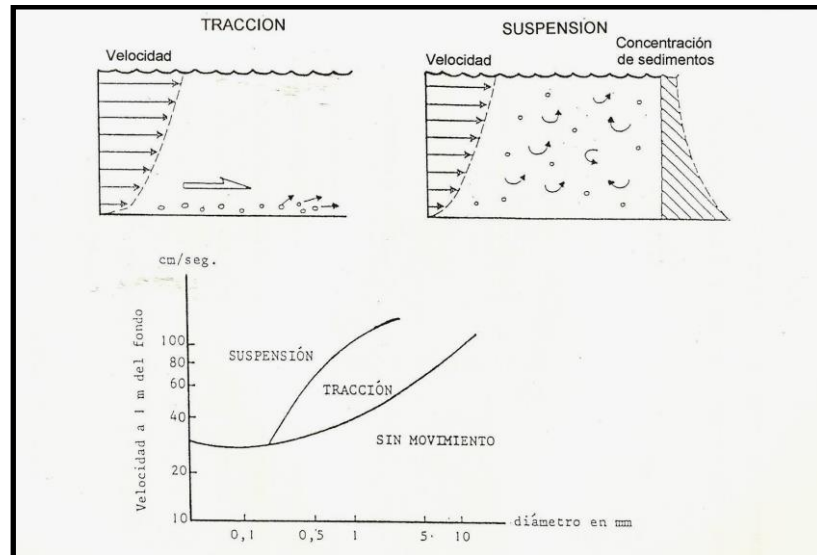 TRACCION
SUSPENSION
Velocidad
Velocidad
Concentración
de sedimentos
cm/seg.
Velocidad a 1 m del fondo
100
80
60
40
20
10
SUSPENSIÓN
TRACCIÓN
SIN MOVIMIENTO
0,1
0,5
1
5.
10
diámetro en mm